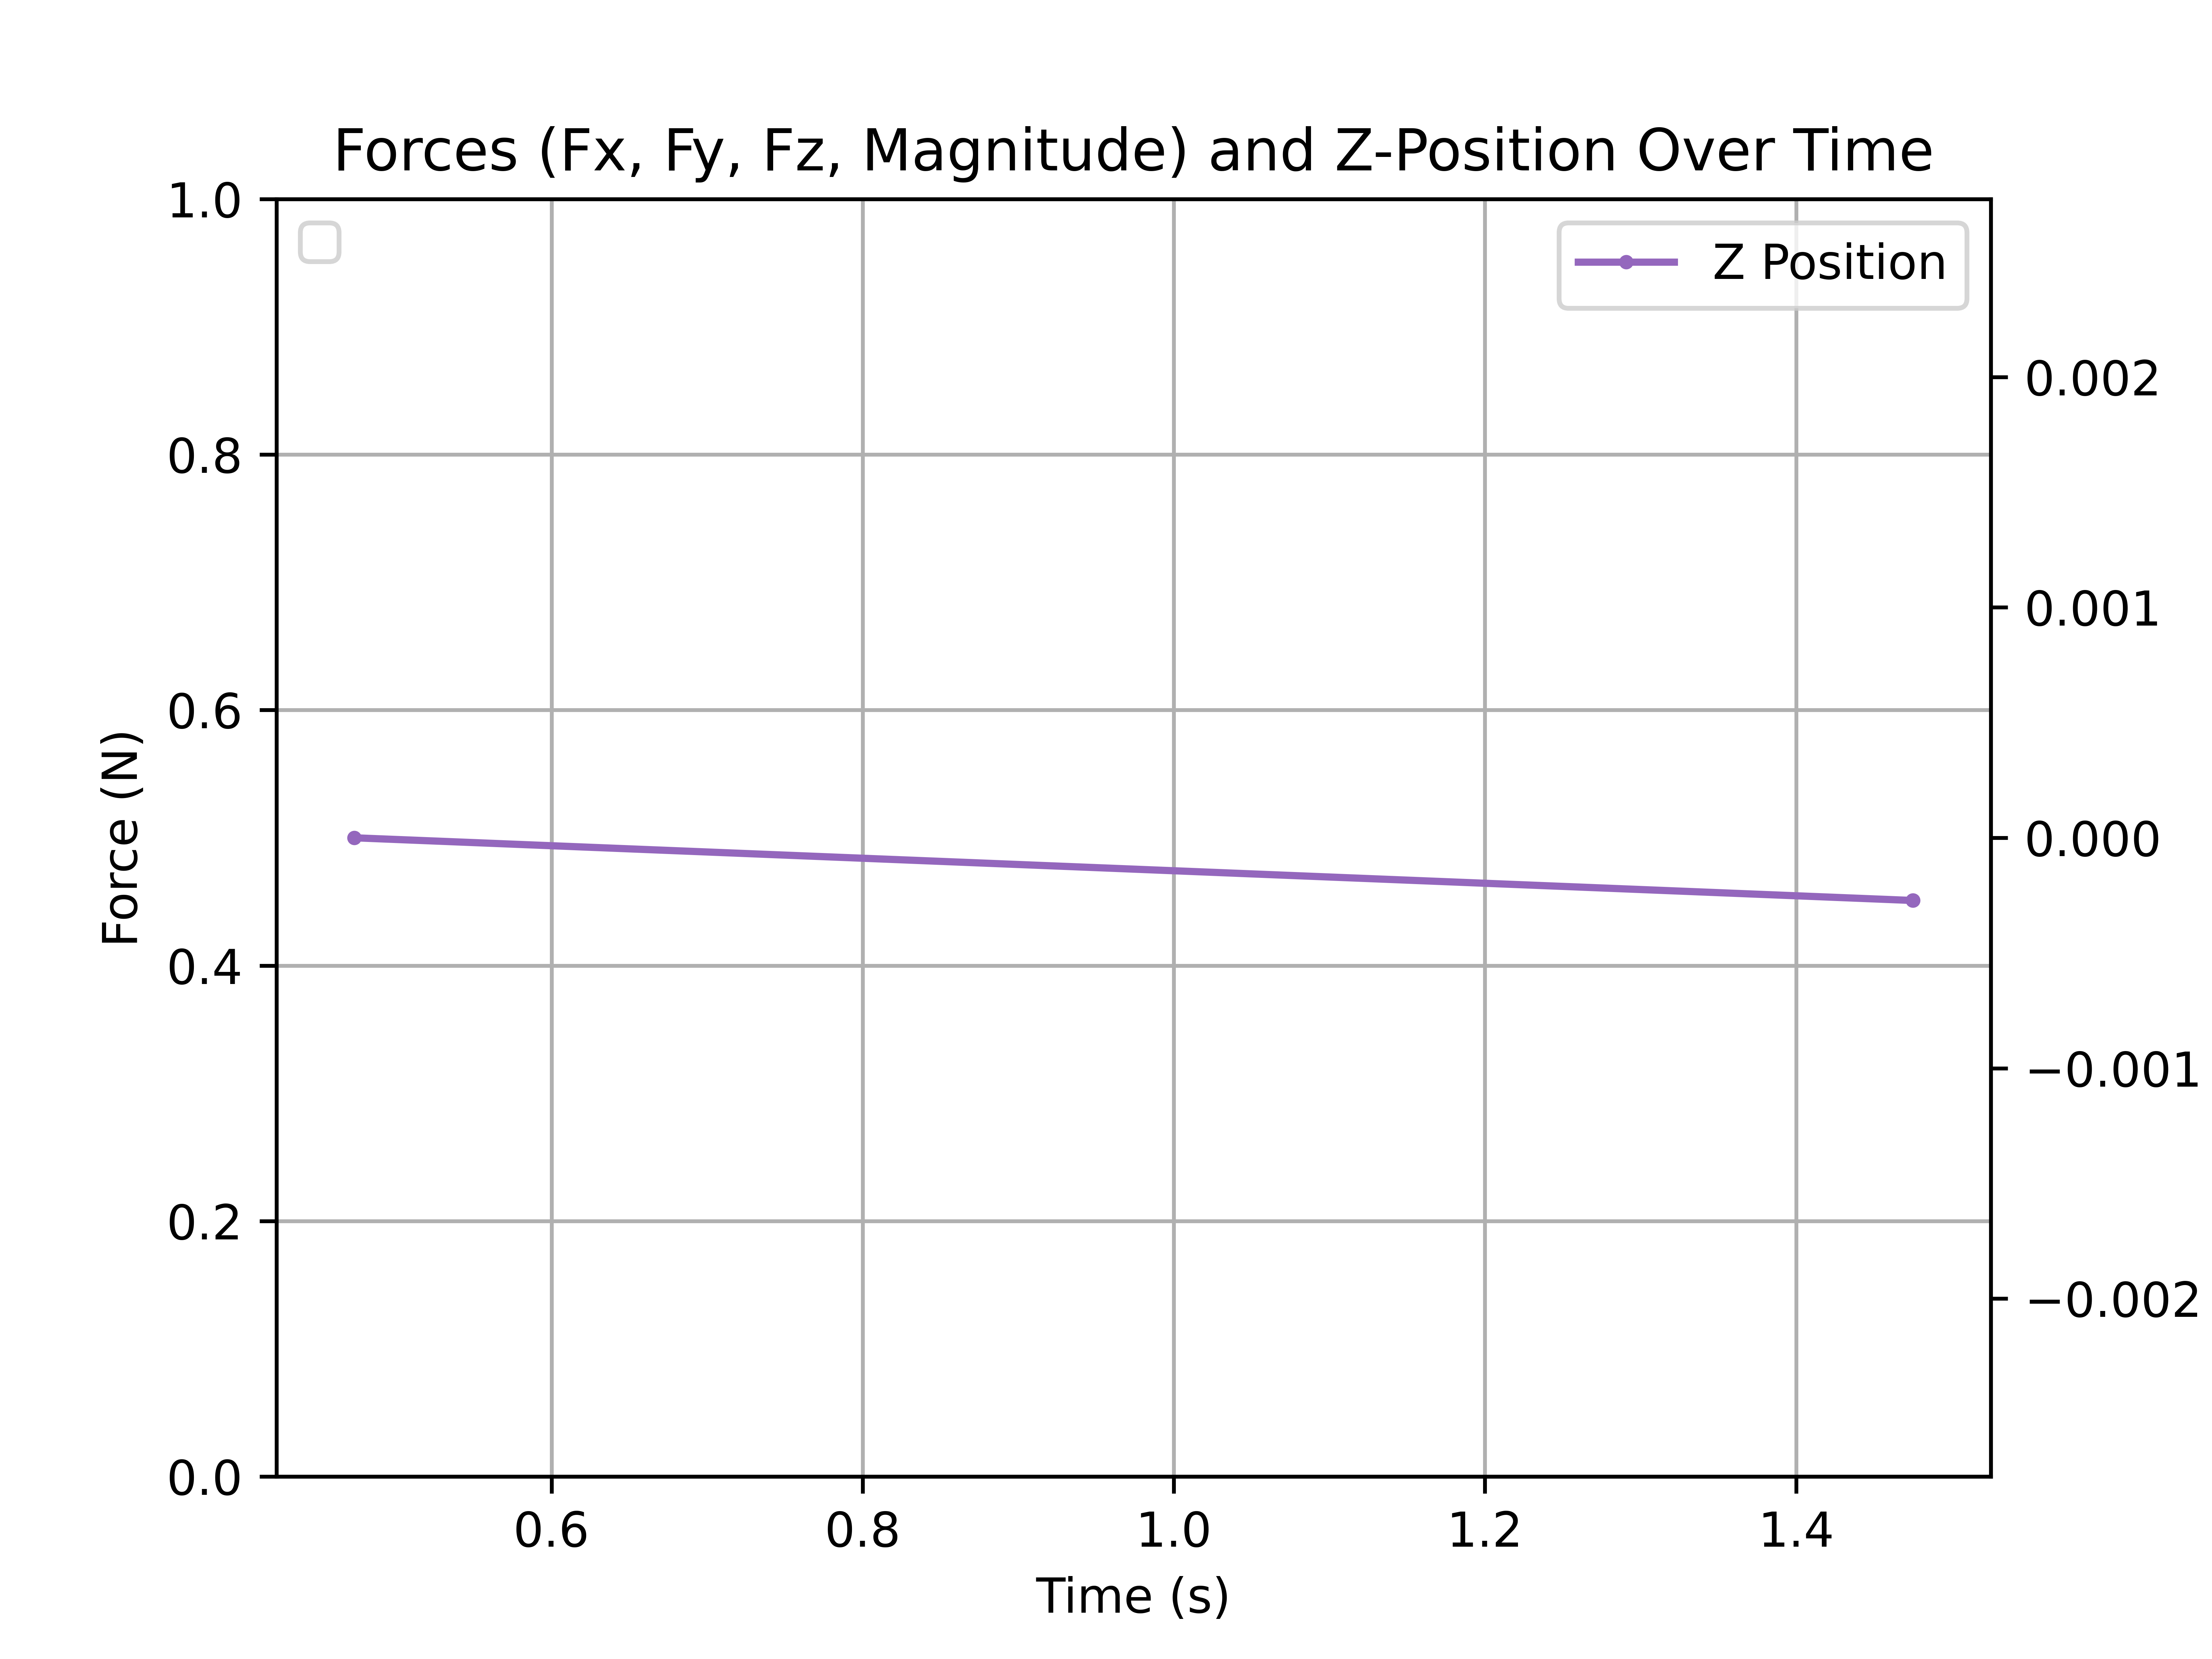 Forces (Fx, Fy, Fz, Magnitude) and Z-Position Over Time
Z Position
Force (N)
1.0
0.8
0.6
0.4
0.2
0.0
0.002
0.001
0.000
−0.001
−0.002
0.6 0.8 1.0 1.2 1.4
Time (s)